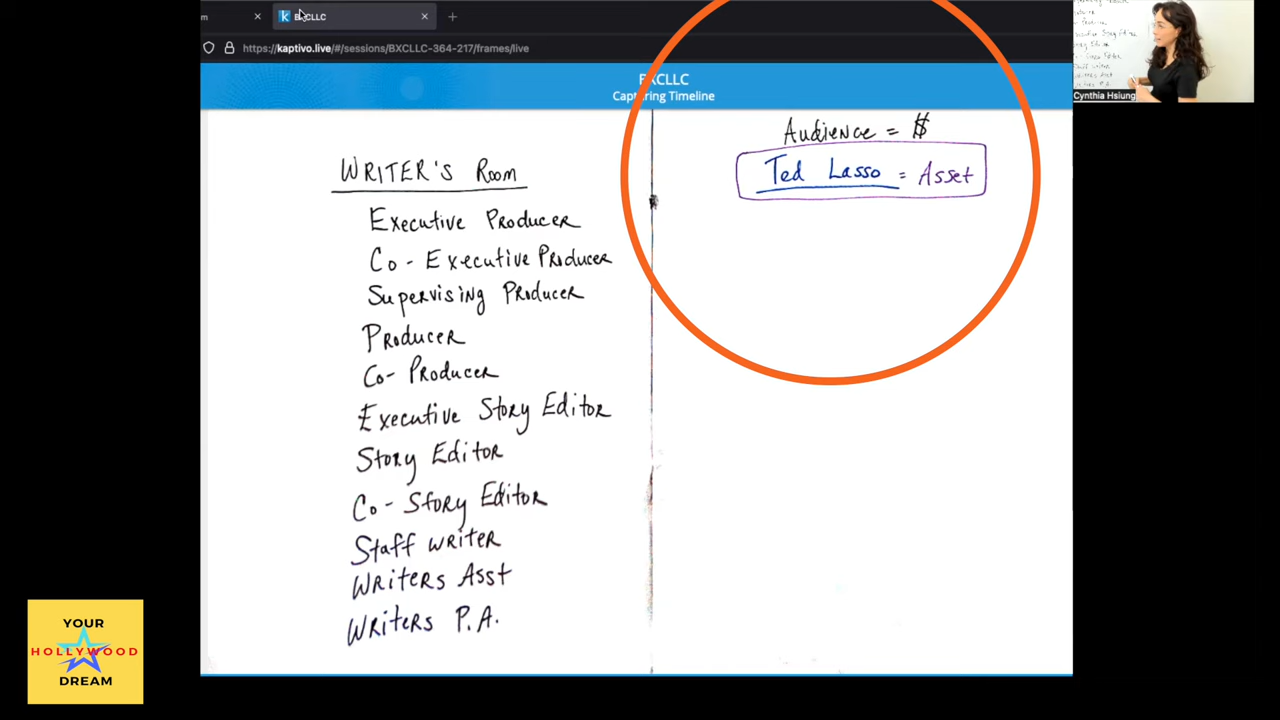 BXCLLC
https://kaptivo.live/#/sessions/BXCLLC-364-217/frames/live
BXCLLC
Capturing Timeline
WRITER'S Room
Executive Producer
Co-Executive Producer
Supervising Producer
Producer
Co-Producer
Executive Story Editor
Story Editor
Co-Story Editor
Staff writer
Writers Asst
Writers P.A.
Audience = $
Ted Lasso = Asset
Cynthia Hsiung
YOUR
HOLLYWOOD
DREAM